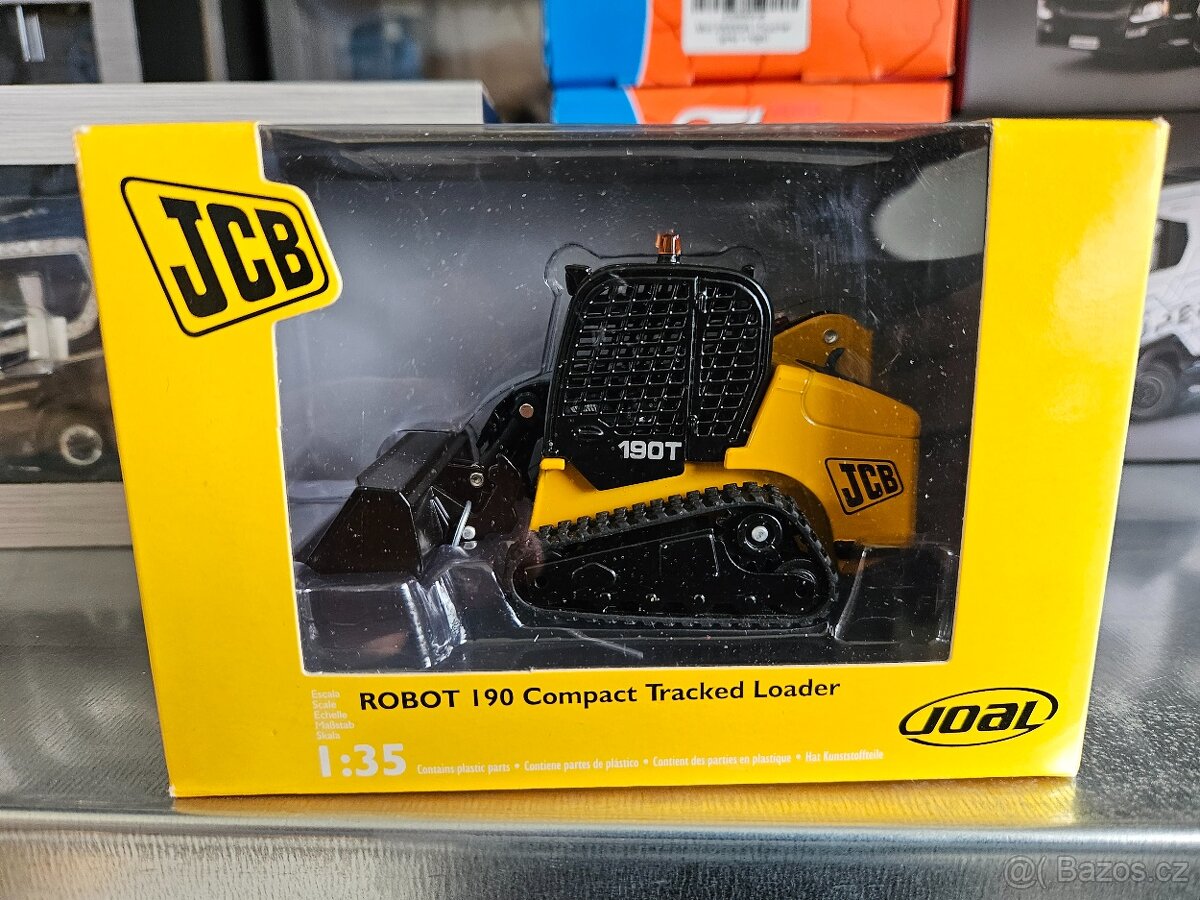 JCB
190T
JCB
Escala
Scale
Echelle
Maßstab
Skala
ROBOT 190 Compact Tracked Loader
1:35
Contains plastic parts • Contiene partes de plástico • Contient des parties en plastique • Hat Kunststoffteile
Joal
@( Bazos.cz